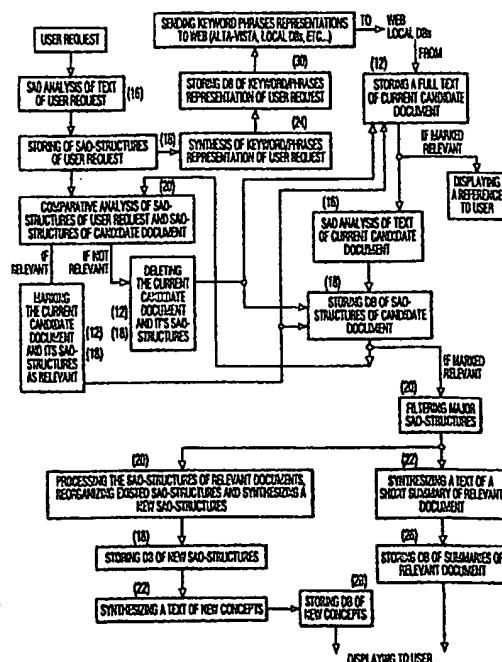 USER REQUEST
SAO ANALYSIS OF TEXT
OF USER REQUEST
(16)
STORING OF SAO-STRUCTURES
OF USER REQUEST
(18)
SENDING KEYWORD PHRASES REPRESENTATIONS
TO WEB (ALTA-VISTA, LOCAL DBs, ETC...)
TO
WEB
LOCAL DBs
FROM
(30)
STORING DB OF KEYWORD/PHRASES
REPRESENTATION OF USER REQUEST
(24)
SYNTHESIS OF KEYWORD/PHRASES
REPRESENTATION OF USER REQUEST
(12)
STORING A FULL TEXT
OF CURRENT CANDIDATE
DOCUMENT
IF MARKED
RELEVANT
DISPLAYING
A REFERENCE
TO USER
(20)
COMPARATIVE ANALYSIS OF SAO-
STRUCTURES OF USER REQUEST AND SAO-
STRUCTURES OF CANDIDATE DOCUMENT
IF
RELEVANT
IF NOT
RELEVANT
MARKING
THE CURRENT
CANDIDATE
DOCUMENT
AND ITS SAO-
STRUCTURES
AS RELEVANT
(12)
(18)
DELETING
THE CURRENT
CANDIDATE
DOCUMENT
AND IT'S SAO-
STRUCTURES
(12)
(18)
(16)
SAO ANALYSIS OF TEXT
OF CURRENT CANDIDATE
DOCUMENT
(18)
STORING DB OF SAO-
STRUCTURES OF CANDIDATE
DOCUMENT
IF MARKED
RELEVANT
(20)
FILTERING MAJOR
SAO-STRUCTURES
(20)
PROCESSING THE SAO-STRUCTURES OF RELEVANT DOCUMENTS,
REORGANIZING EXISTED SAO-STRUCTURES AND SYNTHESIZING A
NEW SAO-STRUCTURES
(18)
STORING DB OF NEW SAO-STRUCTURES
(22)
SYNTHESIZING A TEXT OF NEW CONCEPTS
(28)
STORING DB OF
NEW CONCEPTS
(22)
SYNTHESIZING A TEXT OF A
SHORT SUMMARY OF RELEVANT
DOCUMENT
(26)
STORING DB OF SUMMARIES OF
RELEVANT DOCUMENT
DISPLAYING TO USER